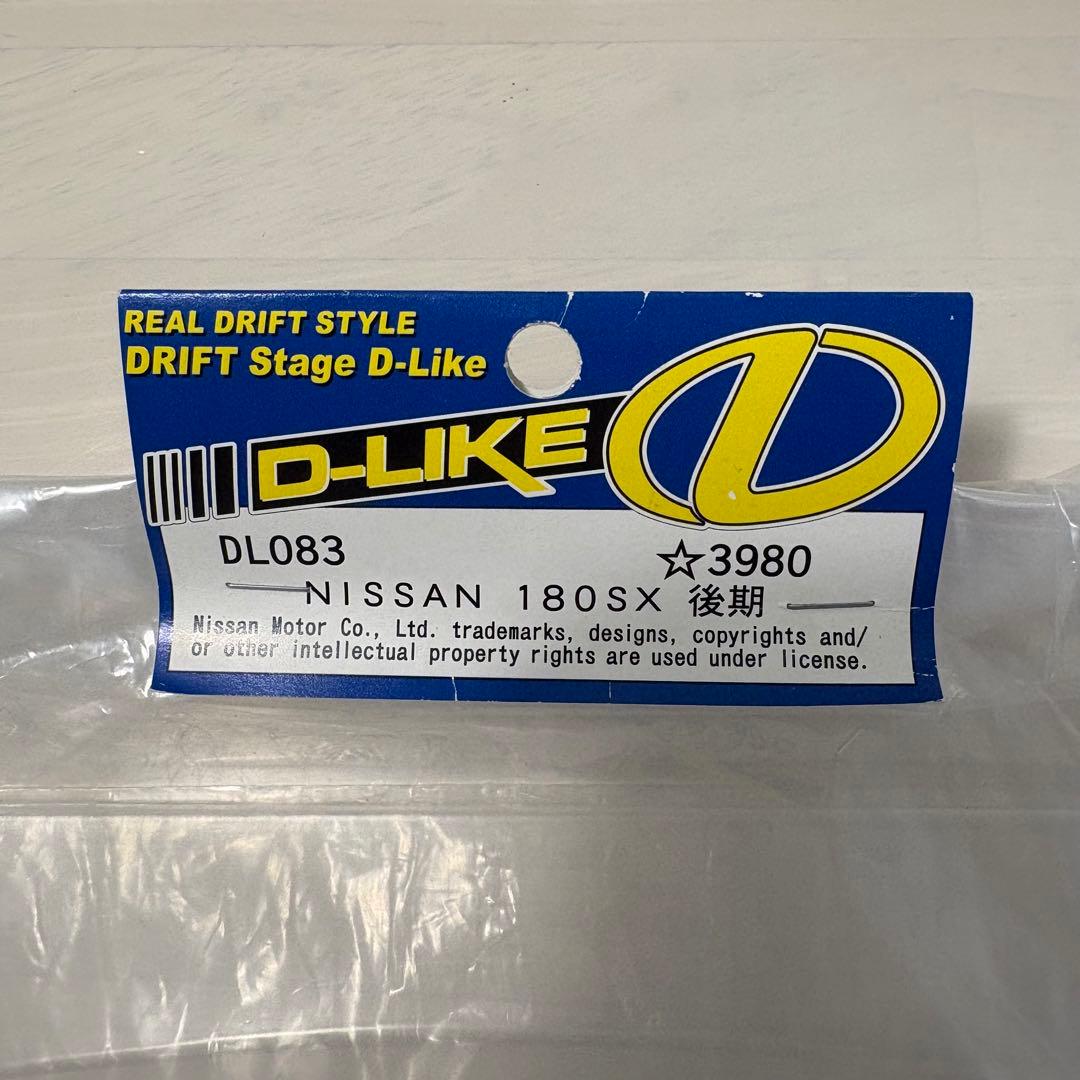 REAL DRIFT STYLE
DRIFT Stage D-Like
D-LIKE
D
DL083 ☆3980
NISSAN 180SX 後期
Nissan Motor Co., Ltd. trademarks, designs, copyrights and/
or other intellectual property rights are used under license.